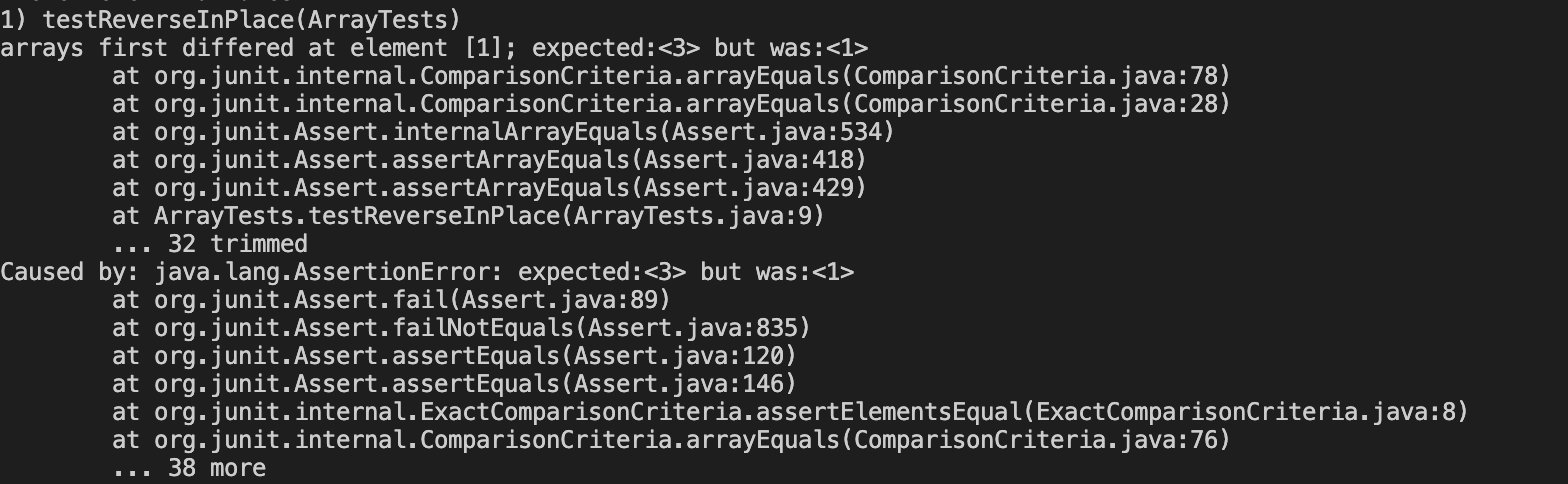 1) testReverseInPlace(ArrayTests)
arrays first differed at element [1]; expected:<3> but was:<1>
at org.junit.internal.ComparisonCriteria.arrayEquals(ComparisonCriteria.java:78)
at org.junit.internal.ComparisonCriteria.arrayEquals(ComparisonCriteria.java:28)
at org.junit.Assert.internalArrayEquals(Assert.java:534)
at org.junit.Assert.assertArrayEquals(Assert.java:418)
at org.junit.Assert.assertArrayEquals(Assert.java:429)
at ArrayTests.testReverseInPlace(ArrayTests.java:9)
... 32 trimmed
Caused by: java.lang.AssertionError: expected:<3> but was:<1>
at org.junit.Assert.fail(Assert.java:89)
at org.junit.Assert.failNotEquals(Assert.java:835)
at org.junit.Assert.assertEquals(Assert.java:120)
at org.junit.Assert.assertEquals(Assert.java:146)
at org.junit.internal.ExactComparisonCriteria.assertElementsEqual(ExactComparisonCriteria.java:8)
at org.junit.internal.ComparisonCriteria.arrayEquals(ComparisonCriteria.java:76)
... 38 more